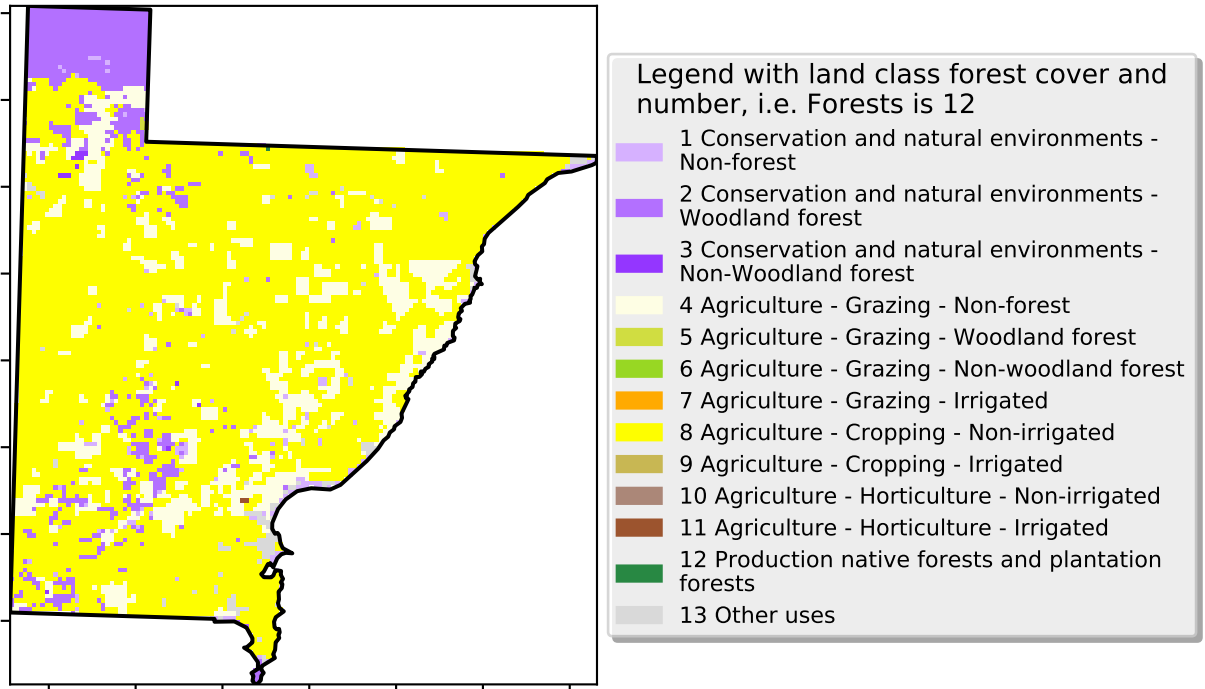 Legend with land class forest cover and
number, i.e. Forests is 12
1 Conservation and natural environments -
Non-forest
2 Conservation and natural environments -
Woodland forest
3 Conservation and natural environments -
Non-Woodland forest
4 Agriculture - Grazing - Non-forest
5 Agriculture - Grazing - Woodland forest
6 Agriculture - Grazing - Non-woodland forest
7 Agriculture - Grazing - Irrigated
8 Agriculture - Cropping - Non-irrigated
9 Agriculture - Cropping - Irrigated
10 Agriculture - Horticulture - Non-irrigated
11 Agriculture - Horticulture - Irrigated
12 Production native forests and plantation
forests
13 Other uses